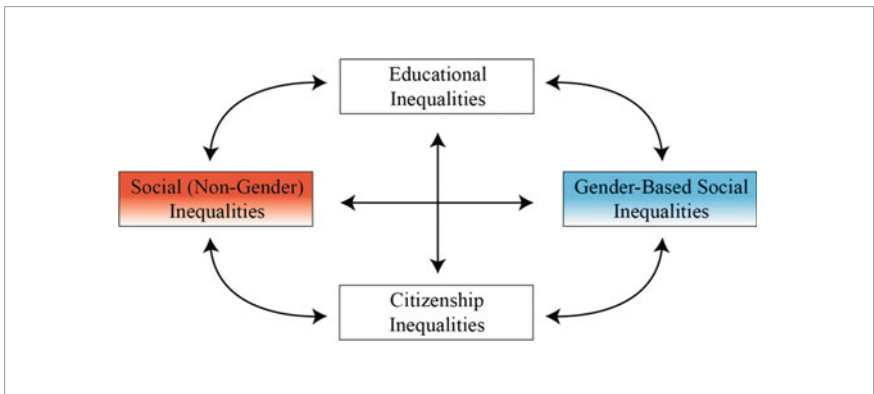 Educational
Inequalities
Social (Non-Gender)
Inequalities
Gender-Based Social
Inequalities
Citizenship
Inequalities